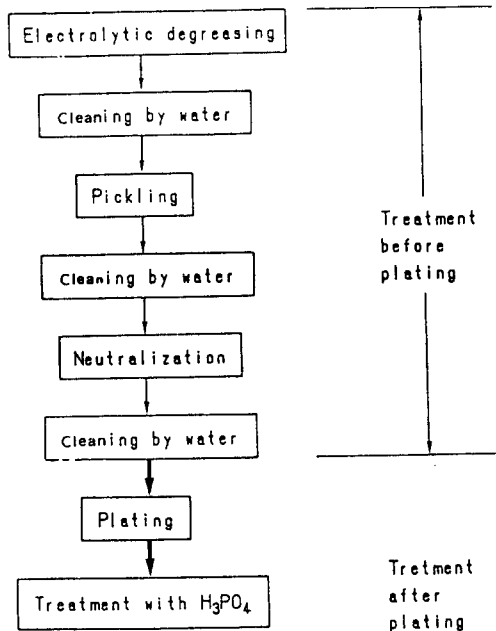 Electrolytic degreasing
Cleaning by water
Pickling
Cleaning by water
Neutralization
Cleaning by water
Plating
Treatment with H₃PO₄
Treatment
before
plating
Tretment
after
plating